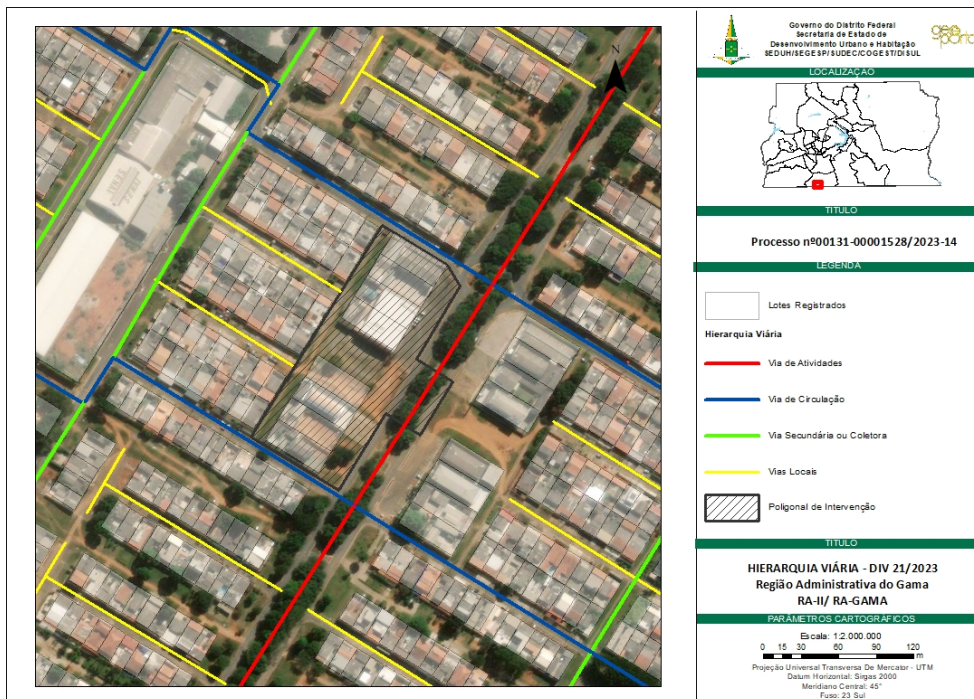 N
Governo do Distrito Federal
Secretaria de Estado de
Desenvolvimento Urbano e Habitação
SEDUH/SEGESP/SUDEC/COGEST/DISUL
geo
portal
LOCALIZAÇÃO
TITULO
Processo nº00131-00001528/2023-14
LEGENDA
Lotes Registrados
Hierarquia Viária
Via de Atividades
Via de Circulação
Via Secundária ou Coletora
Vias Locais
Poligonal de Intervenção
TITULO
HIERARQUIA VIÁRIA - DIV 21/2023
Região Administrativa do Gama
RA-II/ RA-GAMA
PARÂMETROS CARTOGRÁFICOS
Escala: 1:2.000.000
0 15 30 60 90 120
m
Projeção Universal Transversa De Mercator - UTM
Datum Horizontal: Sirgas 2000
Meridiano Central: 45°
Fuso: 23 Sul